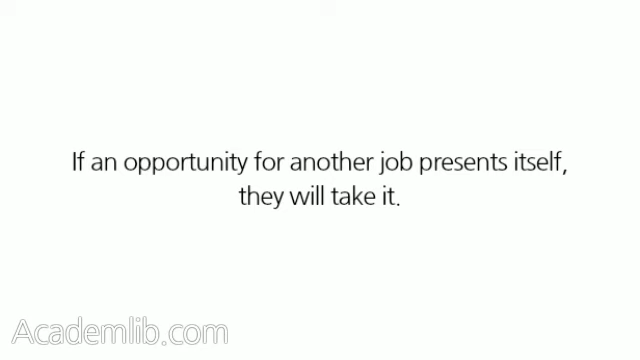 If an opportunity for another job presents itself,
they will take it.
Academlib.com